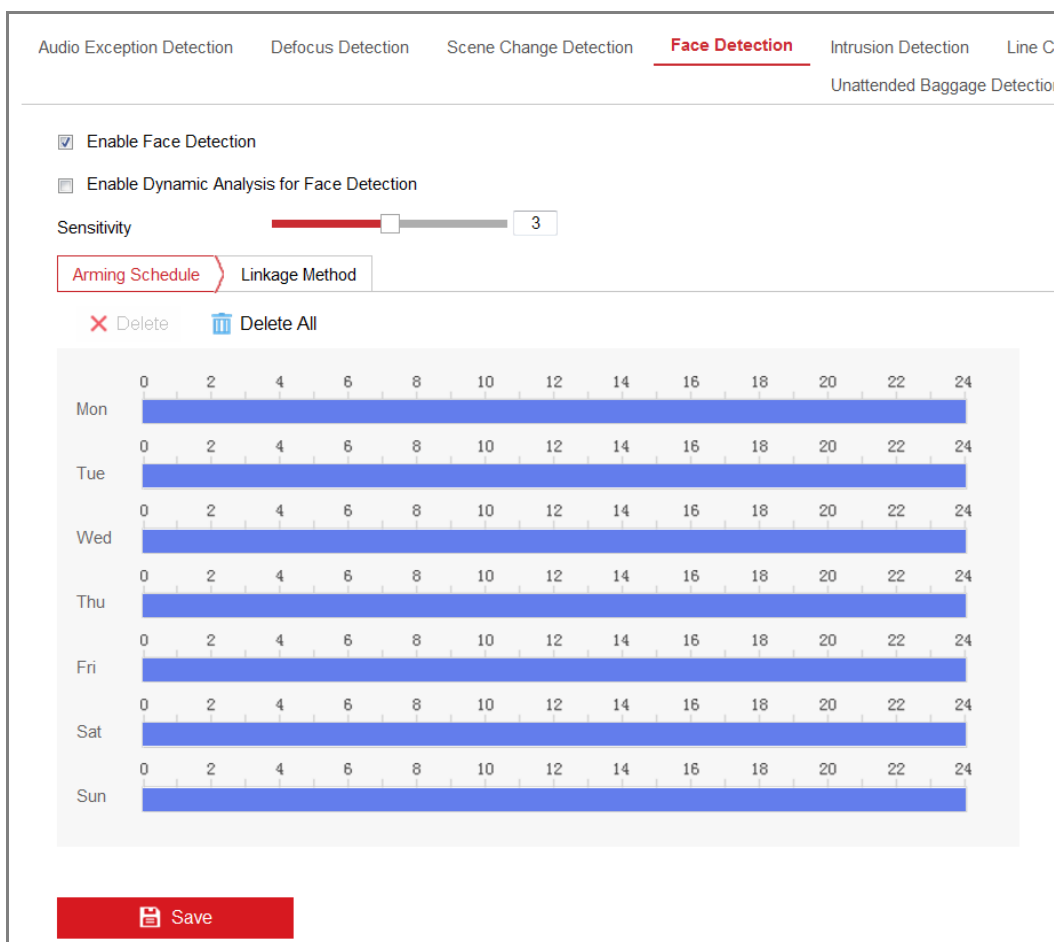 Audio Exception Detection Defocus Detection Scene Change Detection Face Detection Intrusion Detection Line C
Unattended Baggage Detection
Enable Face Detection
Enable Dynamic Analysis for Face Detection
Sensitivity 3
Arming Schedule Linkage Method
Delete Delete All
0 2 4 6 8 10 12 14 16 18 20 22 24
Mon
0 2 4 6 8 10 12 14 16 18 20 22 24
Tue
0 2 4 6 8 10 12 14 16 18 20 22 24
Wed
0 2 4 6 8 10 12 14 16 18 20 22 24
Thu
0 2 4 6 8 10 12 14 16 18 20 22 24
Fri
0 2 4 6 8 10 12 14 16 18 20 22 24
Sat
0 2 4 6 8 10 12 14 16 18 20 22 24
Sun
Save